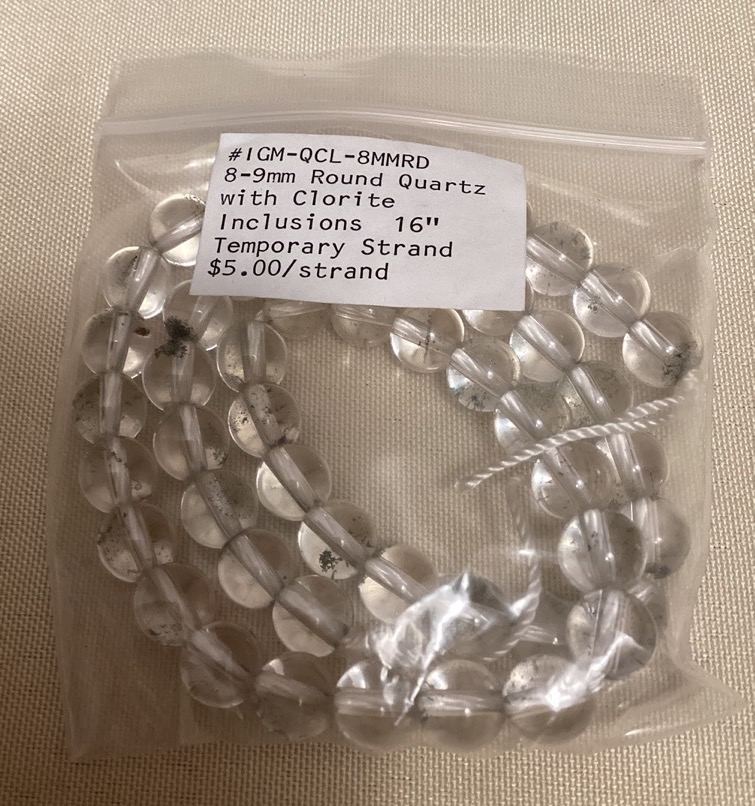 #IGM-QCL-8MMRD
8-9mm Round Quartz
with Clorite
Inclusions 16"
Temporary Strand
$5.00/strand